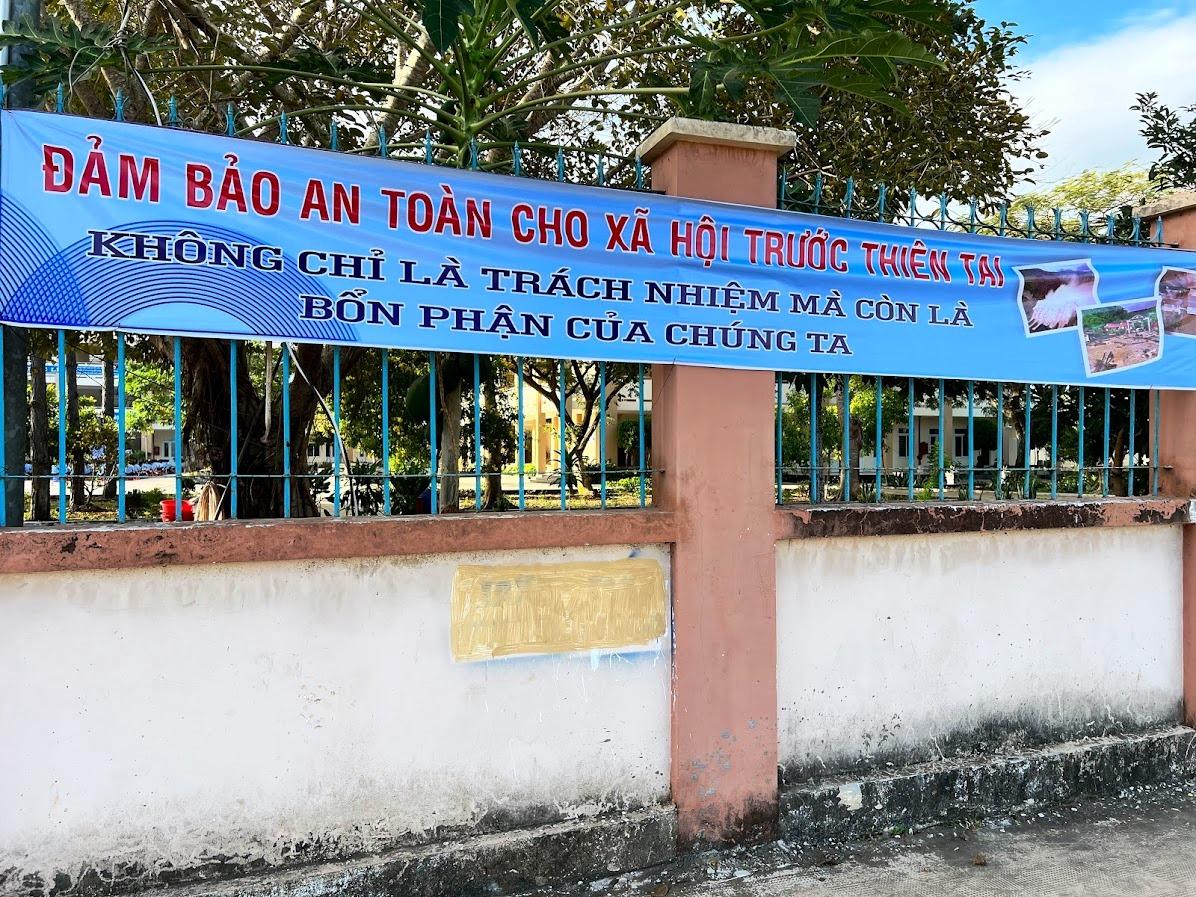 ĐẢM BẢO AN TOÀN CHO XÃ HỘI TRƯỚC THIÊN TAI
KHÔNG CHỈ LÀ TRÁCH NHIỆM MÀ CÒN LÀ
BỔN PHẬN CỦA CHÚNG TA